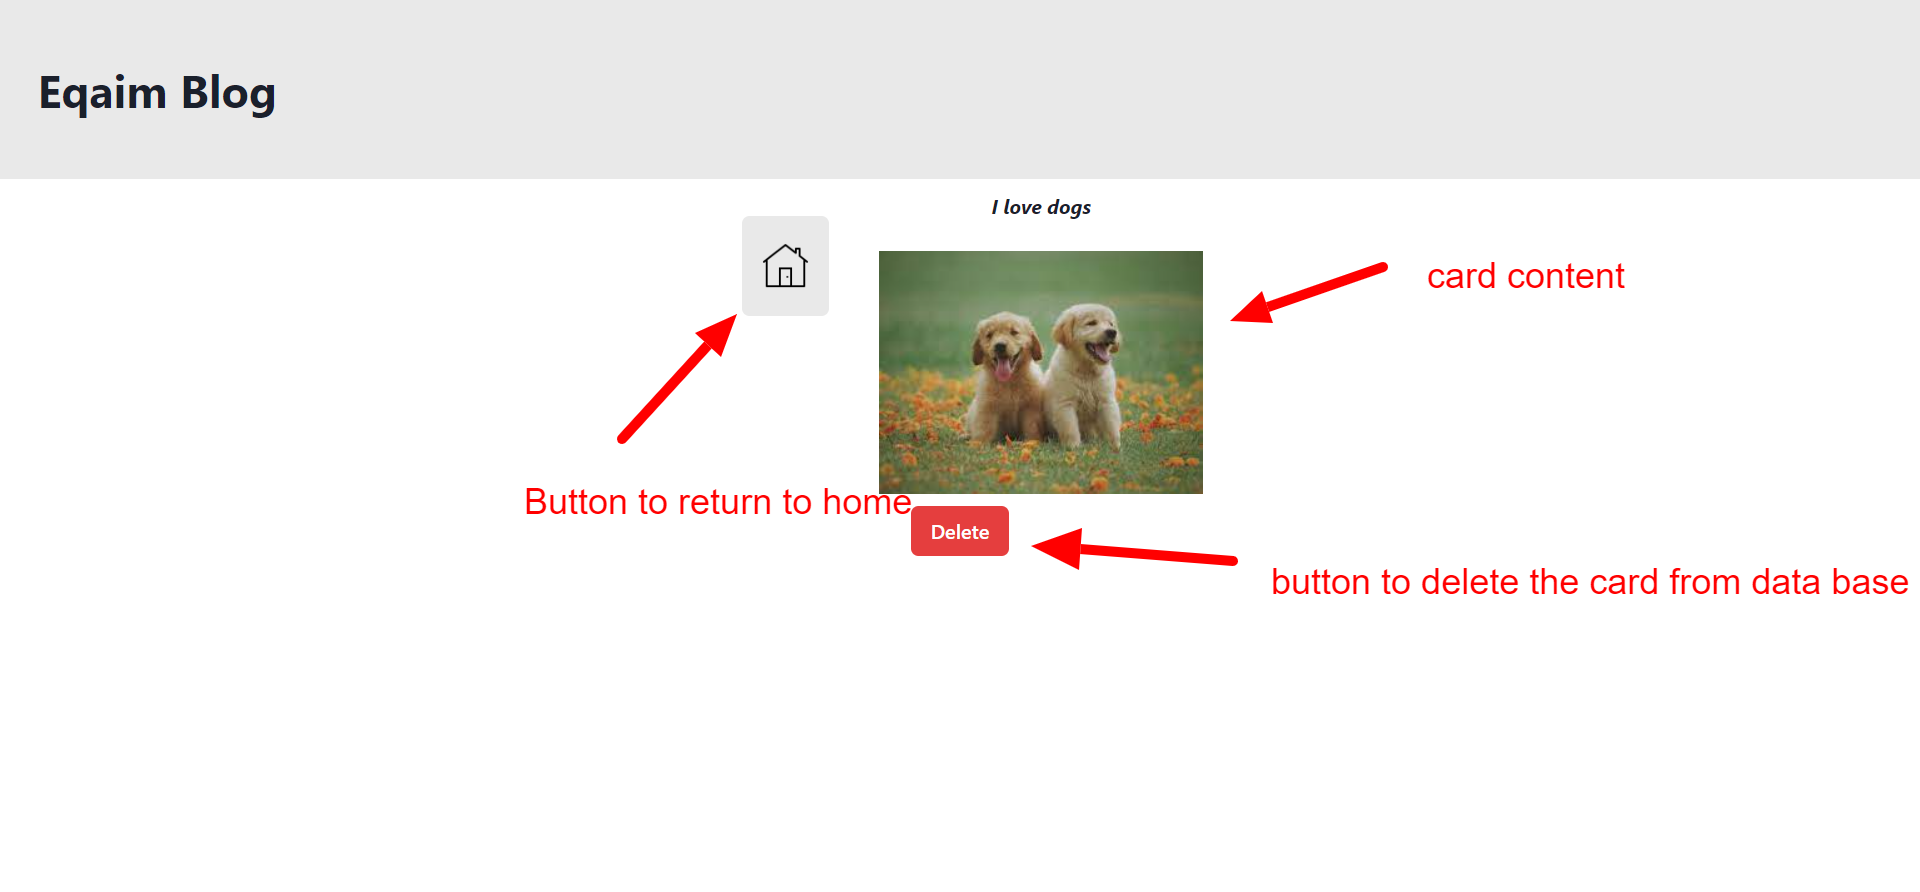 Eqaim Blog
I love dogs
card content
Button to return to home
Delete
button to delete the card from data base